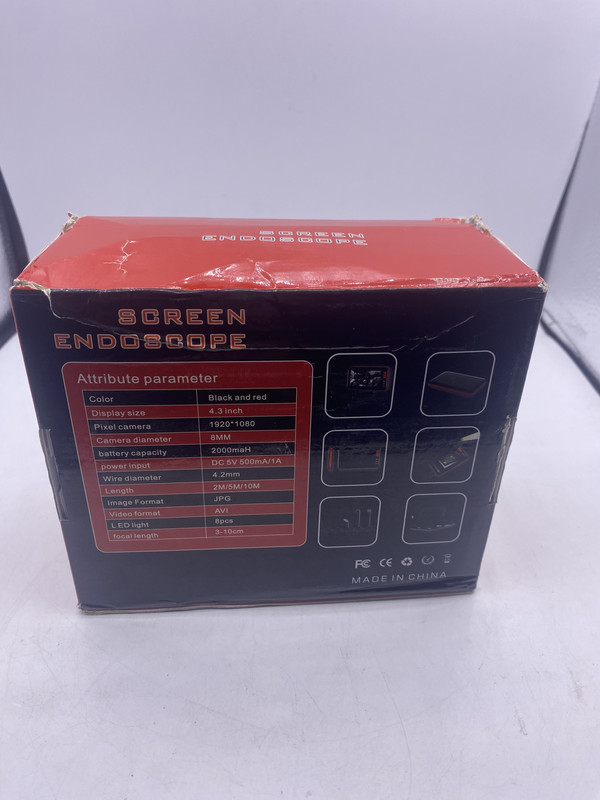 SCREEN
ENDOSCOPE
SCREEN
ENDOSCOPE
Attribute parameter
Color Black and red
Display size 4.3 inch
Pixel camera 1920*1080
Camera diameter 8MM
battery capacity 2000maH
power input DC 5V 500mA/1A
Wire diameter 4.2mm
Length 2M/5M/10M
Image Format JPG
Video format AVI
LED light 8pcs
focal length 3-10cm
FC CE
MADE IN CHINA